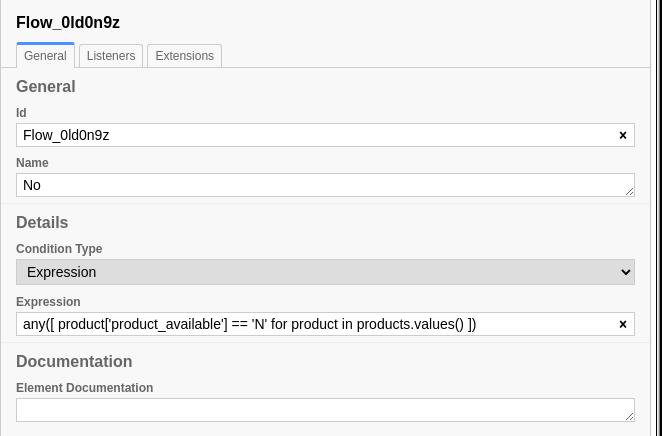 Flow_0ld0n9z
General Listeners Extensions
General
Id
Flow_0ld0n9z ×
Name
No
Details
Condition Type
Expression
Expression
any([ product['product_available'] == 'N' for product in products.values() ]) ×
Documentation
Element Documentation